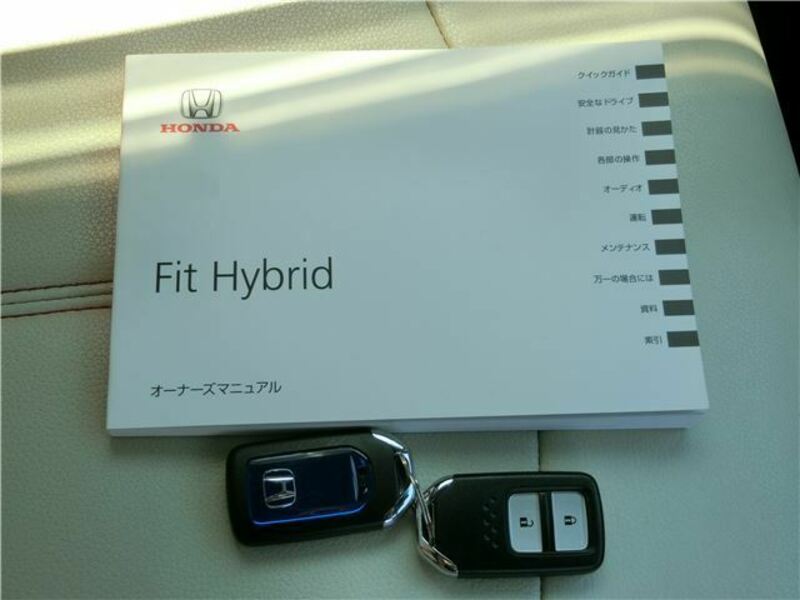 HONDA
Fit Hybrid
オーナーズマニュアル
クイックガイド
安全なドライブ
計器の見かた
各部の操作
オーディオ
運転
メンテナンス
万一の場合には
資料
索引